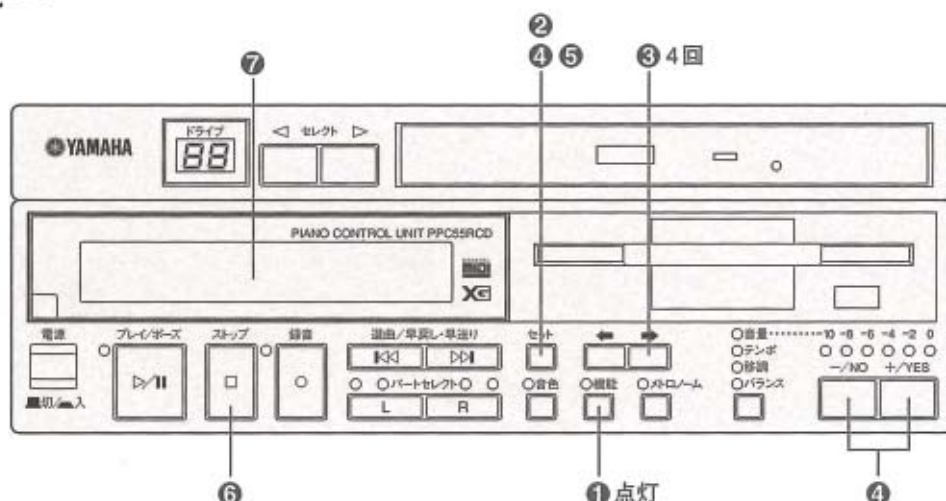 ❷
❹ ❺
❸ 4回
❼
YAMAHA
ドライブ
88
◁ セレクト ▷
PIANO CONTROL UNIT PPC55RCD
MIDI
XG
電源
プレイ/ポーズ
ストップ
録音
選曲/早戻し・早送り
セット
パートセレクト
L
R
音色
機能
メトロノーム
音量 -10 -8 -6 -4 -2 0
テンポ
移調
バランス
−/NO
+/YES
切/入
❻
❶ 点灯
❹